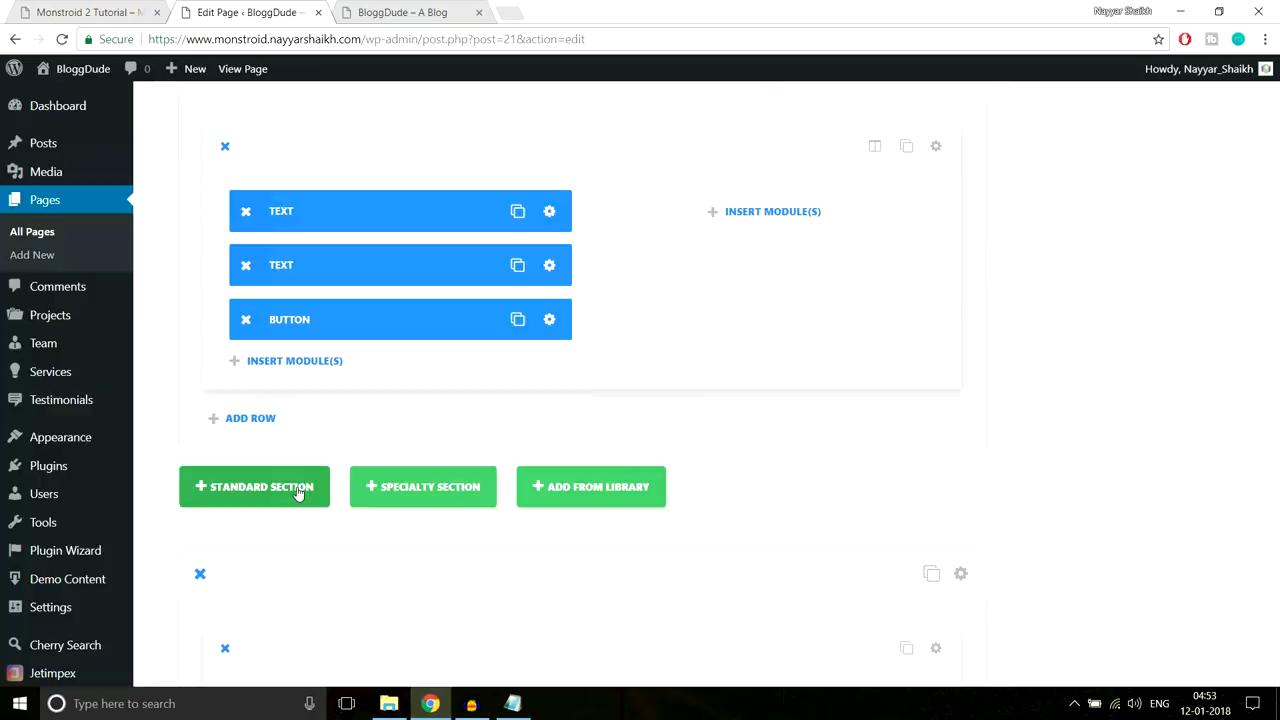 Monstroid 2 Tutorial – M
Edit Page ‹ BloggDude –
BloggDude – A Blog
Nayyar Shaikh
Secure
https://www.monstroid.nayyarshaikh.com/wp-admin/post.php?post=21&action=edit
BloggDude
0
New
View Page
Howdy, Nayyar_Shaikh
Dashboard
Posts
Media
Pages
All Pages
Add New
Comments
Projects
Team
Services
Testimonials
Appearance
Plugins
Users
Tools
Plugin Wizard
Demo Content
Settings
Cherry Search
Jetimpex
TEXT
INSERT MODULE(S)
TEXT
BUTTON
INSERT MODULE(S)
ADD ROW
STANDARD SECTION
SPECIALTY SECTION
ADD FROM LIBRARY
Type here to search
ENG
04:53
12-01-2018